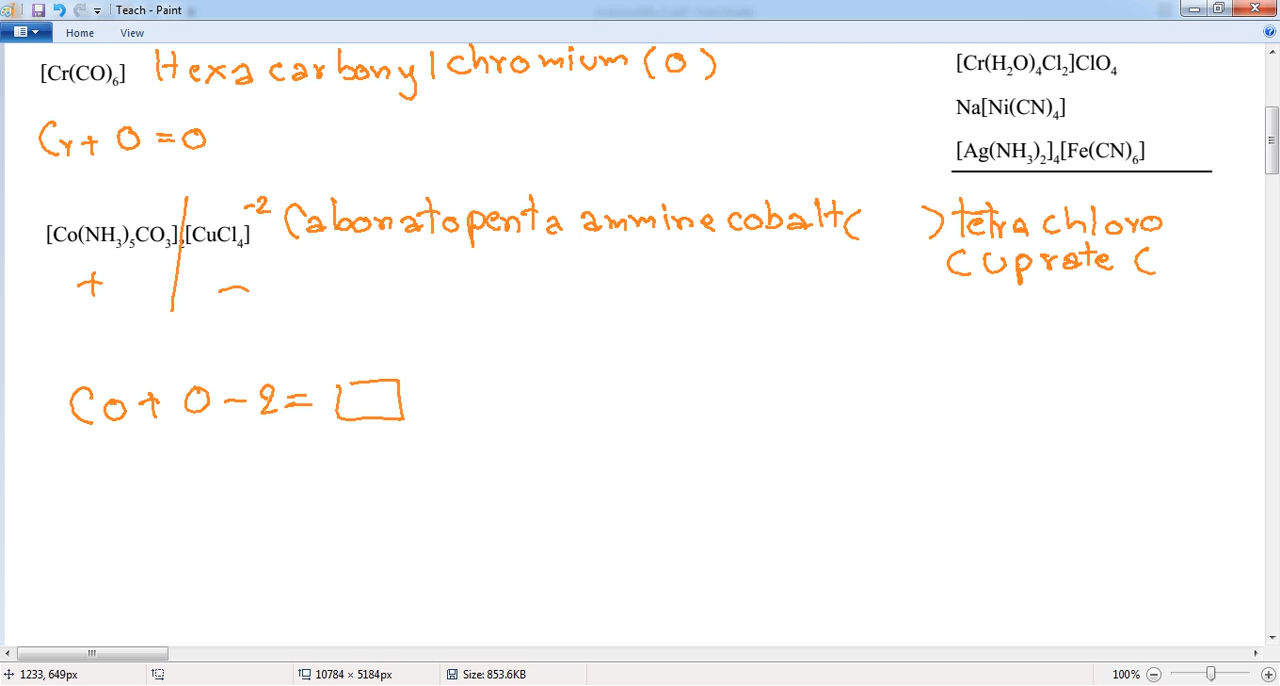 Teach - Paint
Home View
[Cr(CO)6] Hexa carbonyl chromium (0)
Cr + 0 = 0
[Co(NH3)5CO3]2[CuCl4] -2 Cabonatopenta ammine cobalt( ) tetra chloro
cuprate (
+ -
Co + 0 - 2 =
[Cr(H2O)4Cl2]ClO4
Na[Ni(CN)4]
[Ag(NH3)2]4[Fe(CN)6]
1233, 649px 10784 × 5184px Size: 853.6KB 100%